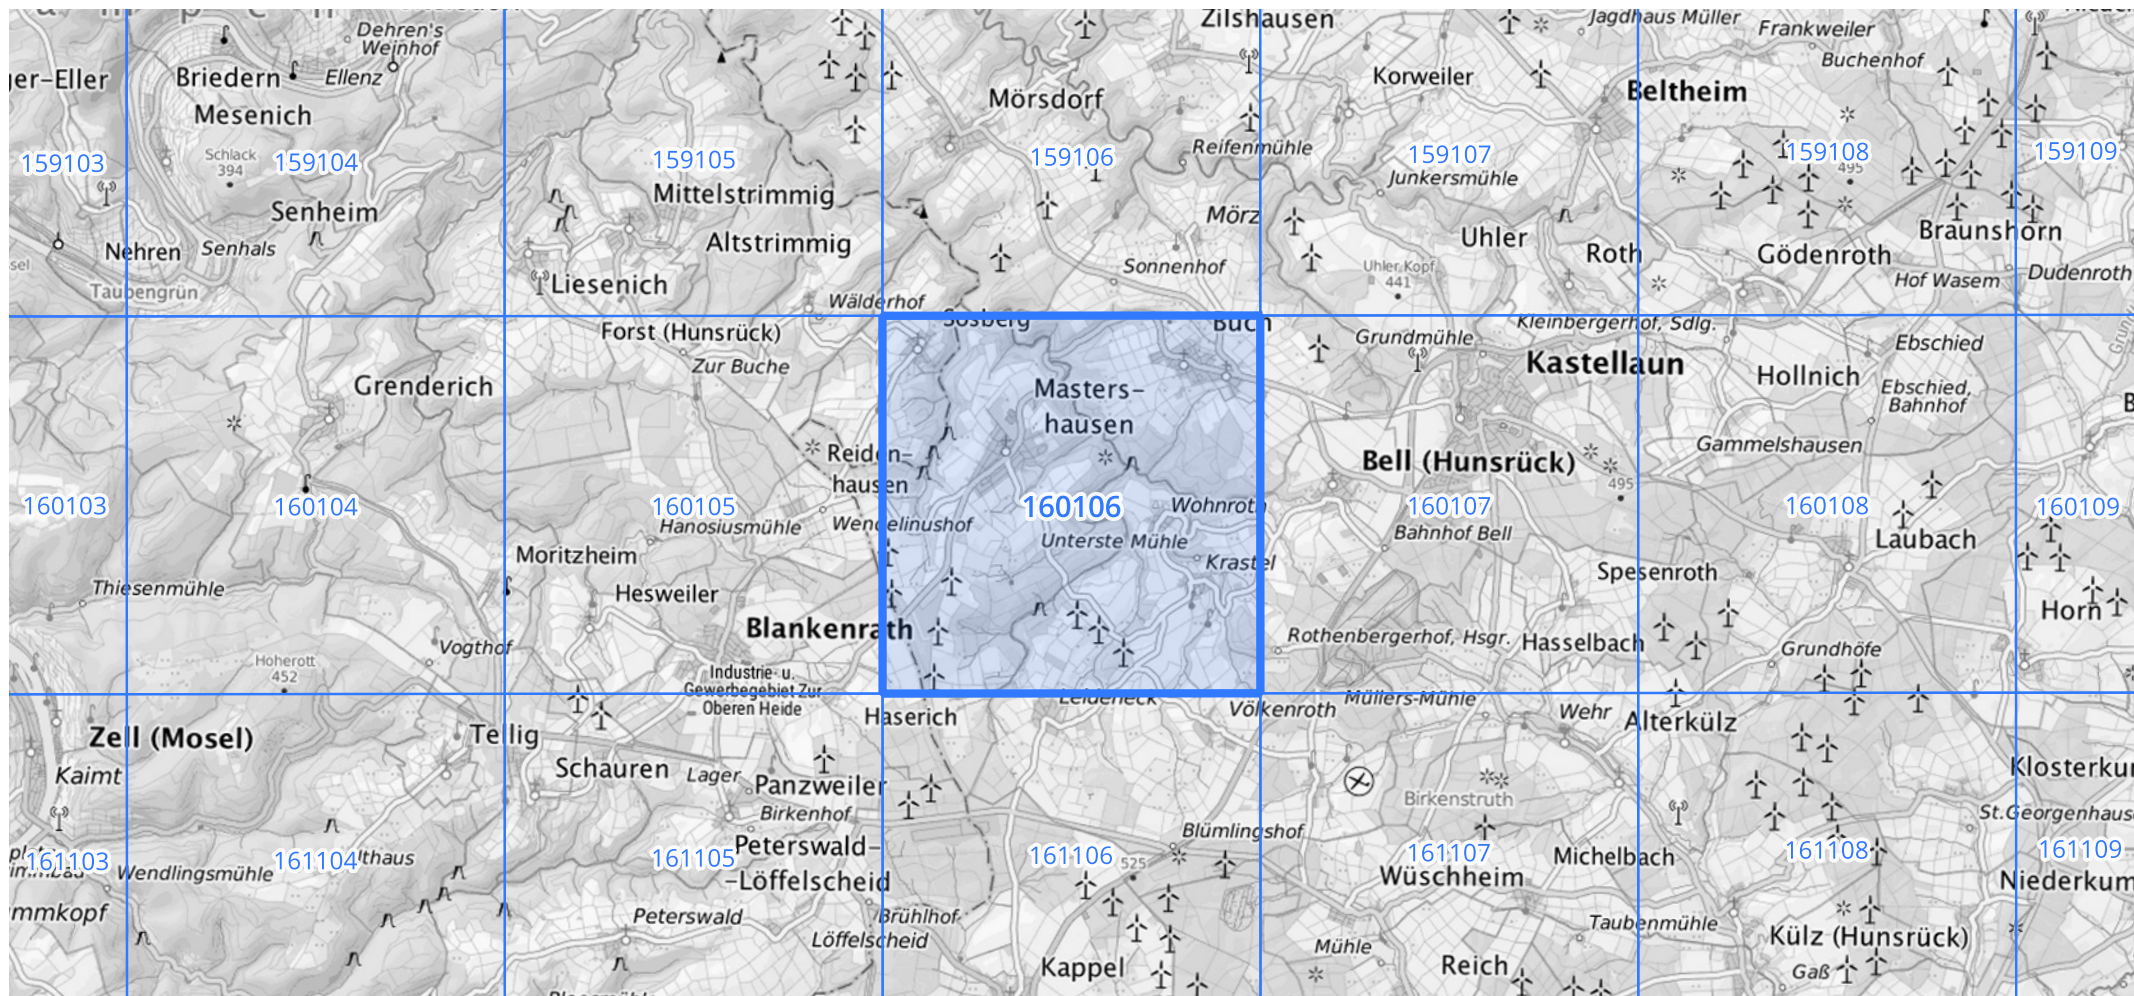 Dehren's
Weinhof
Zilshausen
Jagdhaus Müller
Frankweiler
Briedern
Ellenz
Korweiler
Buchenhof
Mesenich
Mörsdorf
Beltheim
Schlack
394
Reifenmühle
159103
159104
159105
159106
159107
159108
495
159109
Junkersmühle
Senheim
Mittelstrimmig
Mörz
Nehren
Senhals
Altstrimmig
Uhler
Roth
Gödenroth
Braunshorn
Sonnenhof
Uhler Kopf
441
Hof Wasem
Dudenroth
Taubengrün
Liesenich
Wälderhof
Forst (Hunsrück)
Sosberg
Buch
Grundmühle
Kleinbergerhof, Sdlg.
Ebschied
Zur Buche
Kastellaun
Grenderich
Masters-
hausen
Hollnich
Ebschied,
Bahnhof
Reiden-
hausen
Bell (Hunsrück)
Gammelshausen
495
160103
160104
160105
160106
160107
160108
160109
Wohnroth
Hanosiusmühle
Wendelinushof
Unterste Mühle
Bahnhof Bell
Laubach
Moritzheim
Krastel
Spesenroth
Thiesenmühle
Hesweiler
Horn
Blankenrath
Rothenbergerhof, Hsgr.
Hasselbach
Grundhöfe
Vogthof
Hoherott
452
Industrie- u.
Gewerbegebiet Zur
Oberen Heide
Leideneck
Müllers-Mühle
Haserich
Völkenroth
Wehr
Alterkülz
Zell (Mosel)
Tellig
Kaimt
Schauren
Lager
Panzweiler
Birkenhof
Birkenstruth
St.Georgenhaus
Blümlingshof
Peterswald-
-Löffelscheid
161103
161104
161105
161106
525
161107
161108
161109
Wendlingsmühle
Michelbach
Wüschheim
Peterswald
Brühlhof
Löffelscheid
Taubenmühle
Mühle
Külz (Hunsrück)
Kappel
Reich
Gaß